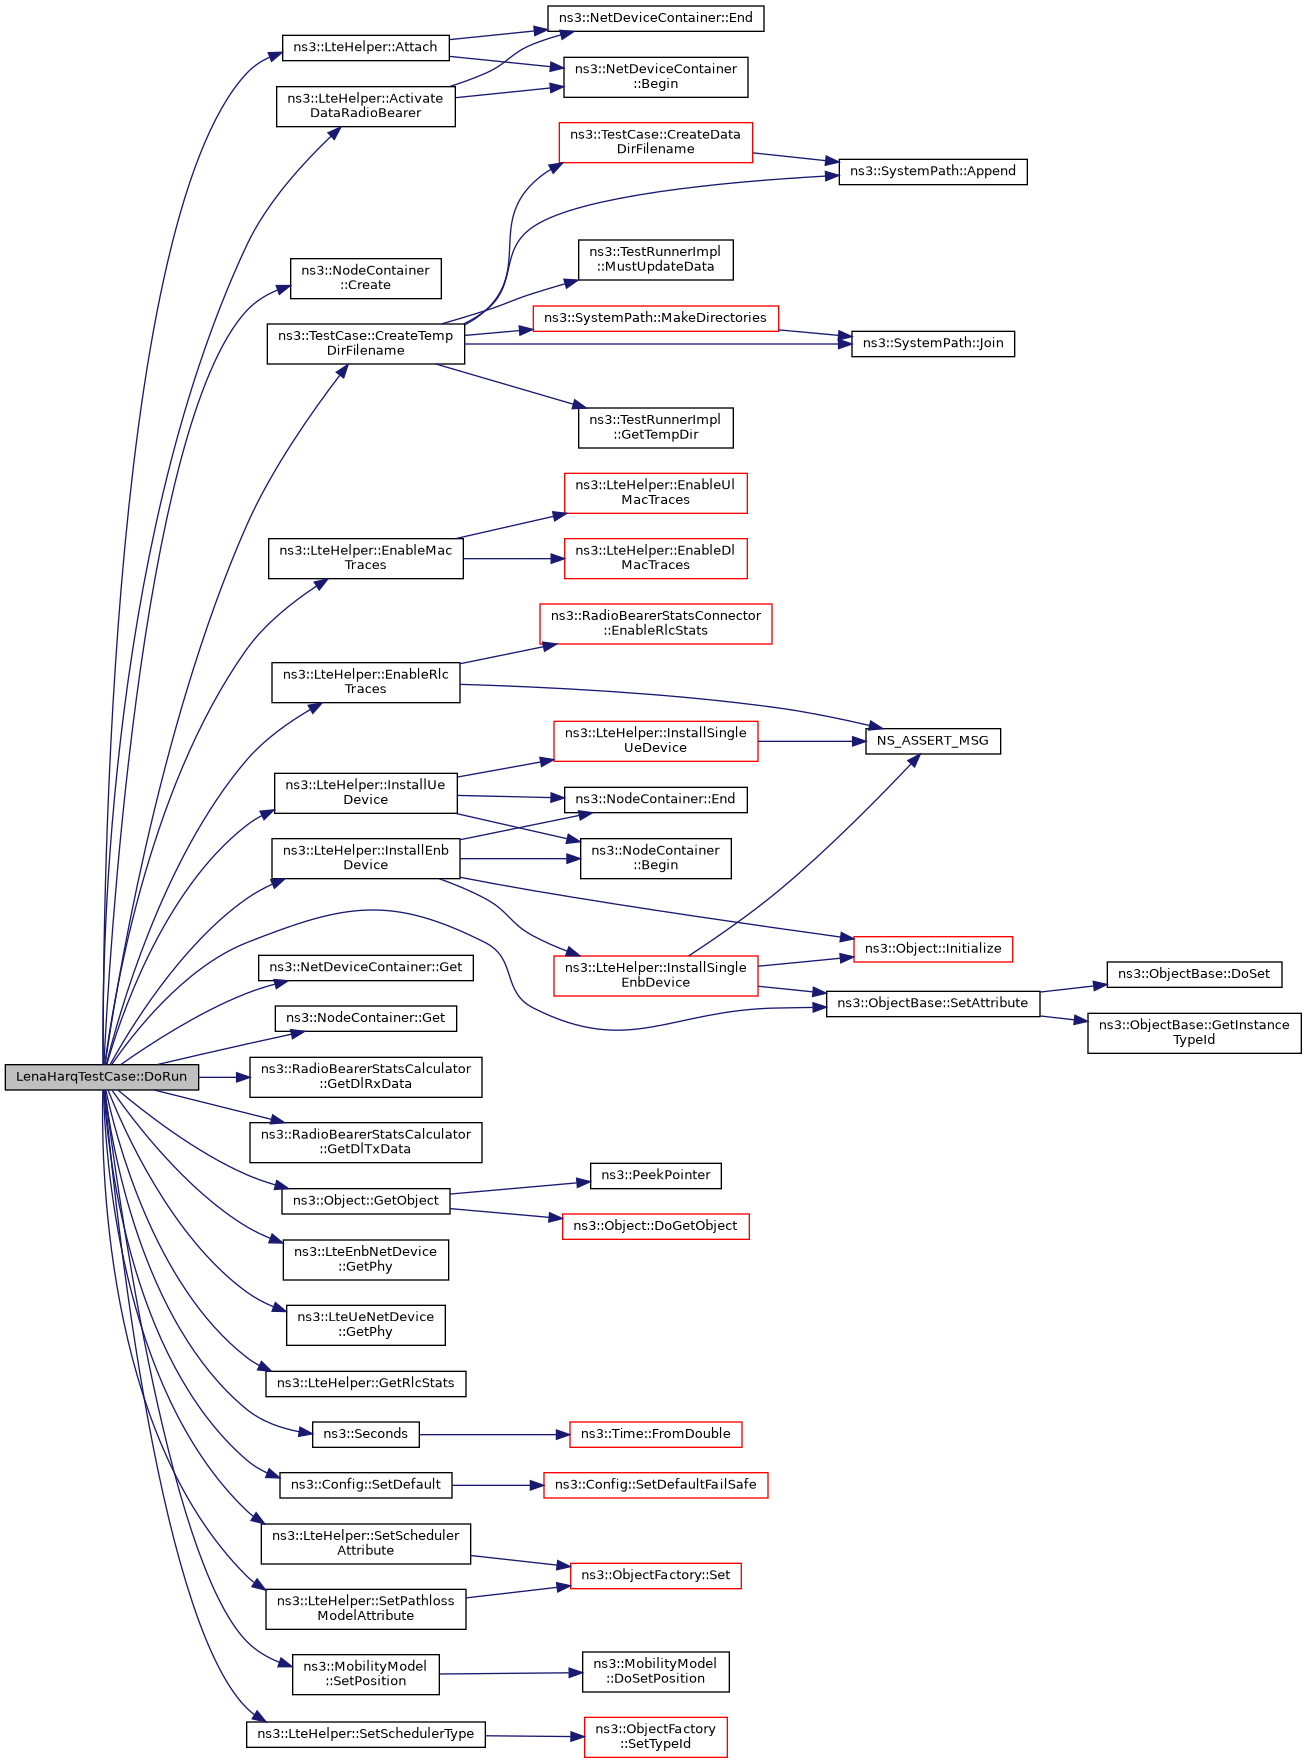 ns3::NetDeviceContainer::End
ns3::LteHelper::Attach
ns3::NetDeviceContainer
::Begin
ns3::LteHelper::Activate
DataRadioBearer
ns3::TestCase::CreateData
DirFilename
ns3::SystemPath::Append
ns3::TestRunnerImpl
::MustUpdateData
ns3::NodeContainer
::Create
ns3::SystemPath::MakeDirectories
ns3::TestCase::CreateTemp
DirFilename
ns3::SystemPath::Join
ns3::TestRunnerImpl
::GetTempDir
ns3::LteHelper::EnableUl
MacTraces
ns3::LteHelper::EnableMac
Traces
ns3::LteHelper::EnableDl
MacTraces
ns3::RadioBearerStatsConnector
::EnableRlcStats
ns3::LteHelper::EnableRlc
Traces
ns3::LteHelper::InstallSingle
UeDevice
NS_ASSERT_MSG
ns3::LteHelper::InstallUe
Device
ns3::NodeContainer::End
ns3::LteHelper::InstallEnb
Device
ns3::NodeContainer
::Begin
ns3::Object::Initialize
ns3::NetDeviceContainer::Get
ns3::LteHelper::InstallSingle
EnbDevice
ns3::ObjectBase::DoSet
ns3::ObjectBase::SetAttribute
ns3::NodeContainer::Get
ns3::ObjectBase::GetInstance
TypeId
LenaHarqTestCase::DoRun
ns3::RadioBearerStatsCalculator
::GetDlRxData
ns3::RadioBearerStatsCalculator
::GetDlTxData
ns3::PeekPointer
ns3::Object::GetObject
ns3::Object::DoGetObject
ns3::LteEnbNetDevice
::GetPhy
ns3::LteUeNetDevice
::GetPhy
ns3::LteHelper::GetRlcStats
ns3::Seconds
ns3::Time::FromDouble
ns3::Config::SetDefault
ns3::Config::SetDefaultFailSafe
ns3::LteHelper::SetScheduler
Attribute
ns3::ObjectFactory::Set
ns3::LteHelper::SetPathloss
ModelAttribute
ns3::MobilityModel
::SetPosition
ns3::MobilityModel
::DoSetPosition
ns3::LteHelper::SetSchedulerType
ns3::ObjectFactory
::SetTypeId